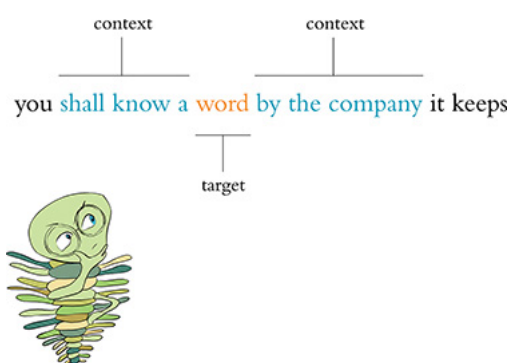 context context
you shall know a word by the company it keeps
target